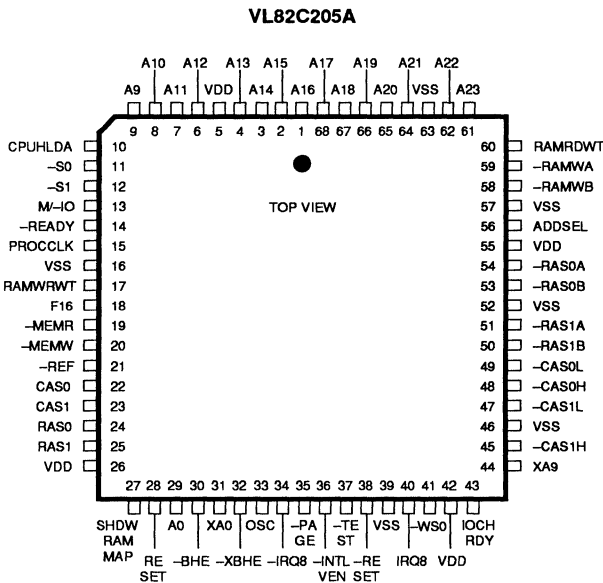 VL82C205A
A10 A12 A13 A15 A17 A19 A21 A22
A9 A11 VDD A14 A16 A18 A20 VSS A23
9 8 7 6 5 4 3 2 1 68 67 66 65 64 63 62 61
CPUHLDA 10 60 RAMRDWT
–S0 11 59 –RAMWA
–S1 12 58 –RAMWB
M/–IO 13 57 VSS
TOP VIEW
–READY 14 56 ADDSEL
PROCCLK 15 55 VDD
VSS 16 54 –RAS0A
RAMWRWT 17 53 –RAS0B
F16 18 52 VSS
–MEMR 19 51 –RAS1A
–MEMW 20 50 –RAS1B
–REF 21 49 –CAS0L
CAS0 22 48 –CAS0H
CAS1 23 47 –CAS1L
RAS0 24 46 VSS
RAS1 25 45 –CAS1H
VDD 26 44 XA9
27 28 29 30 31 32 33 34 35 36 37 38 39 40 41 42 43
SHDW A0 XA0 OSC –PA –TE VSS –WS0 IOCH
RAM GE ST RDY
MAP RE –BHE –XBHE –IRQ8 –INTL –RE IRQ8 VDD
SET VEN SET